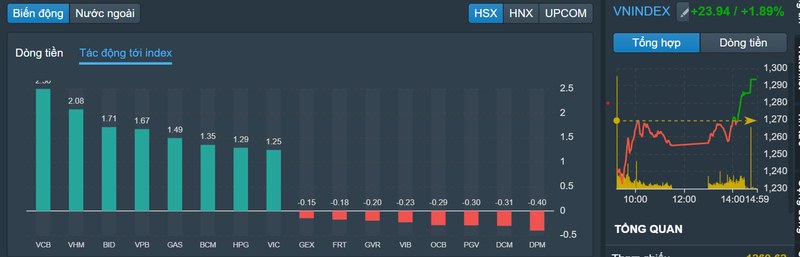 Biến động Nước ngoài HSX HNX UPCOM
Dòng tiền Tác động tới index
2.08 1.71 1.67 1.49 1.35 1.29 1.25 -0.15 -0.18 -0.20 -0.23 -0.29 -0.30 -0.31 -0.40
2.5
2
1.5
1
0.5
0
-0.5
VCB VHM BID VPB GAS BCM HPG VIC GEX FRT GVR VIB OCB PGV DCM DPM
VNINDEX +23.94 / +1.89%
Tổng hợp Dòng tiền
1,300
1,290
1,280
1,270
1,260
1,250
1,240
1,230
10:00 12:00 14:00 14:59
TỔNG QUAN
Tham chiếu